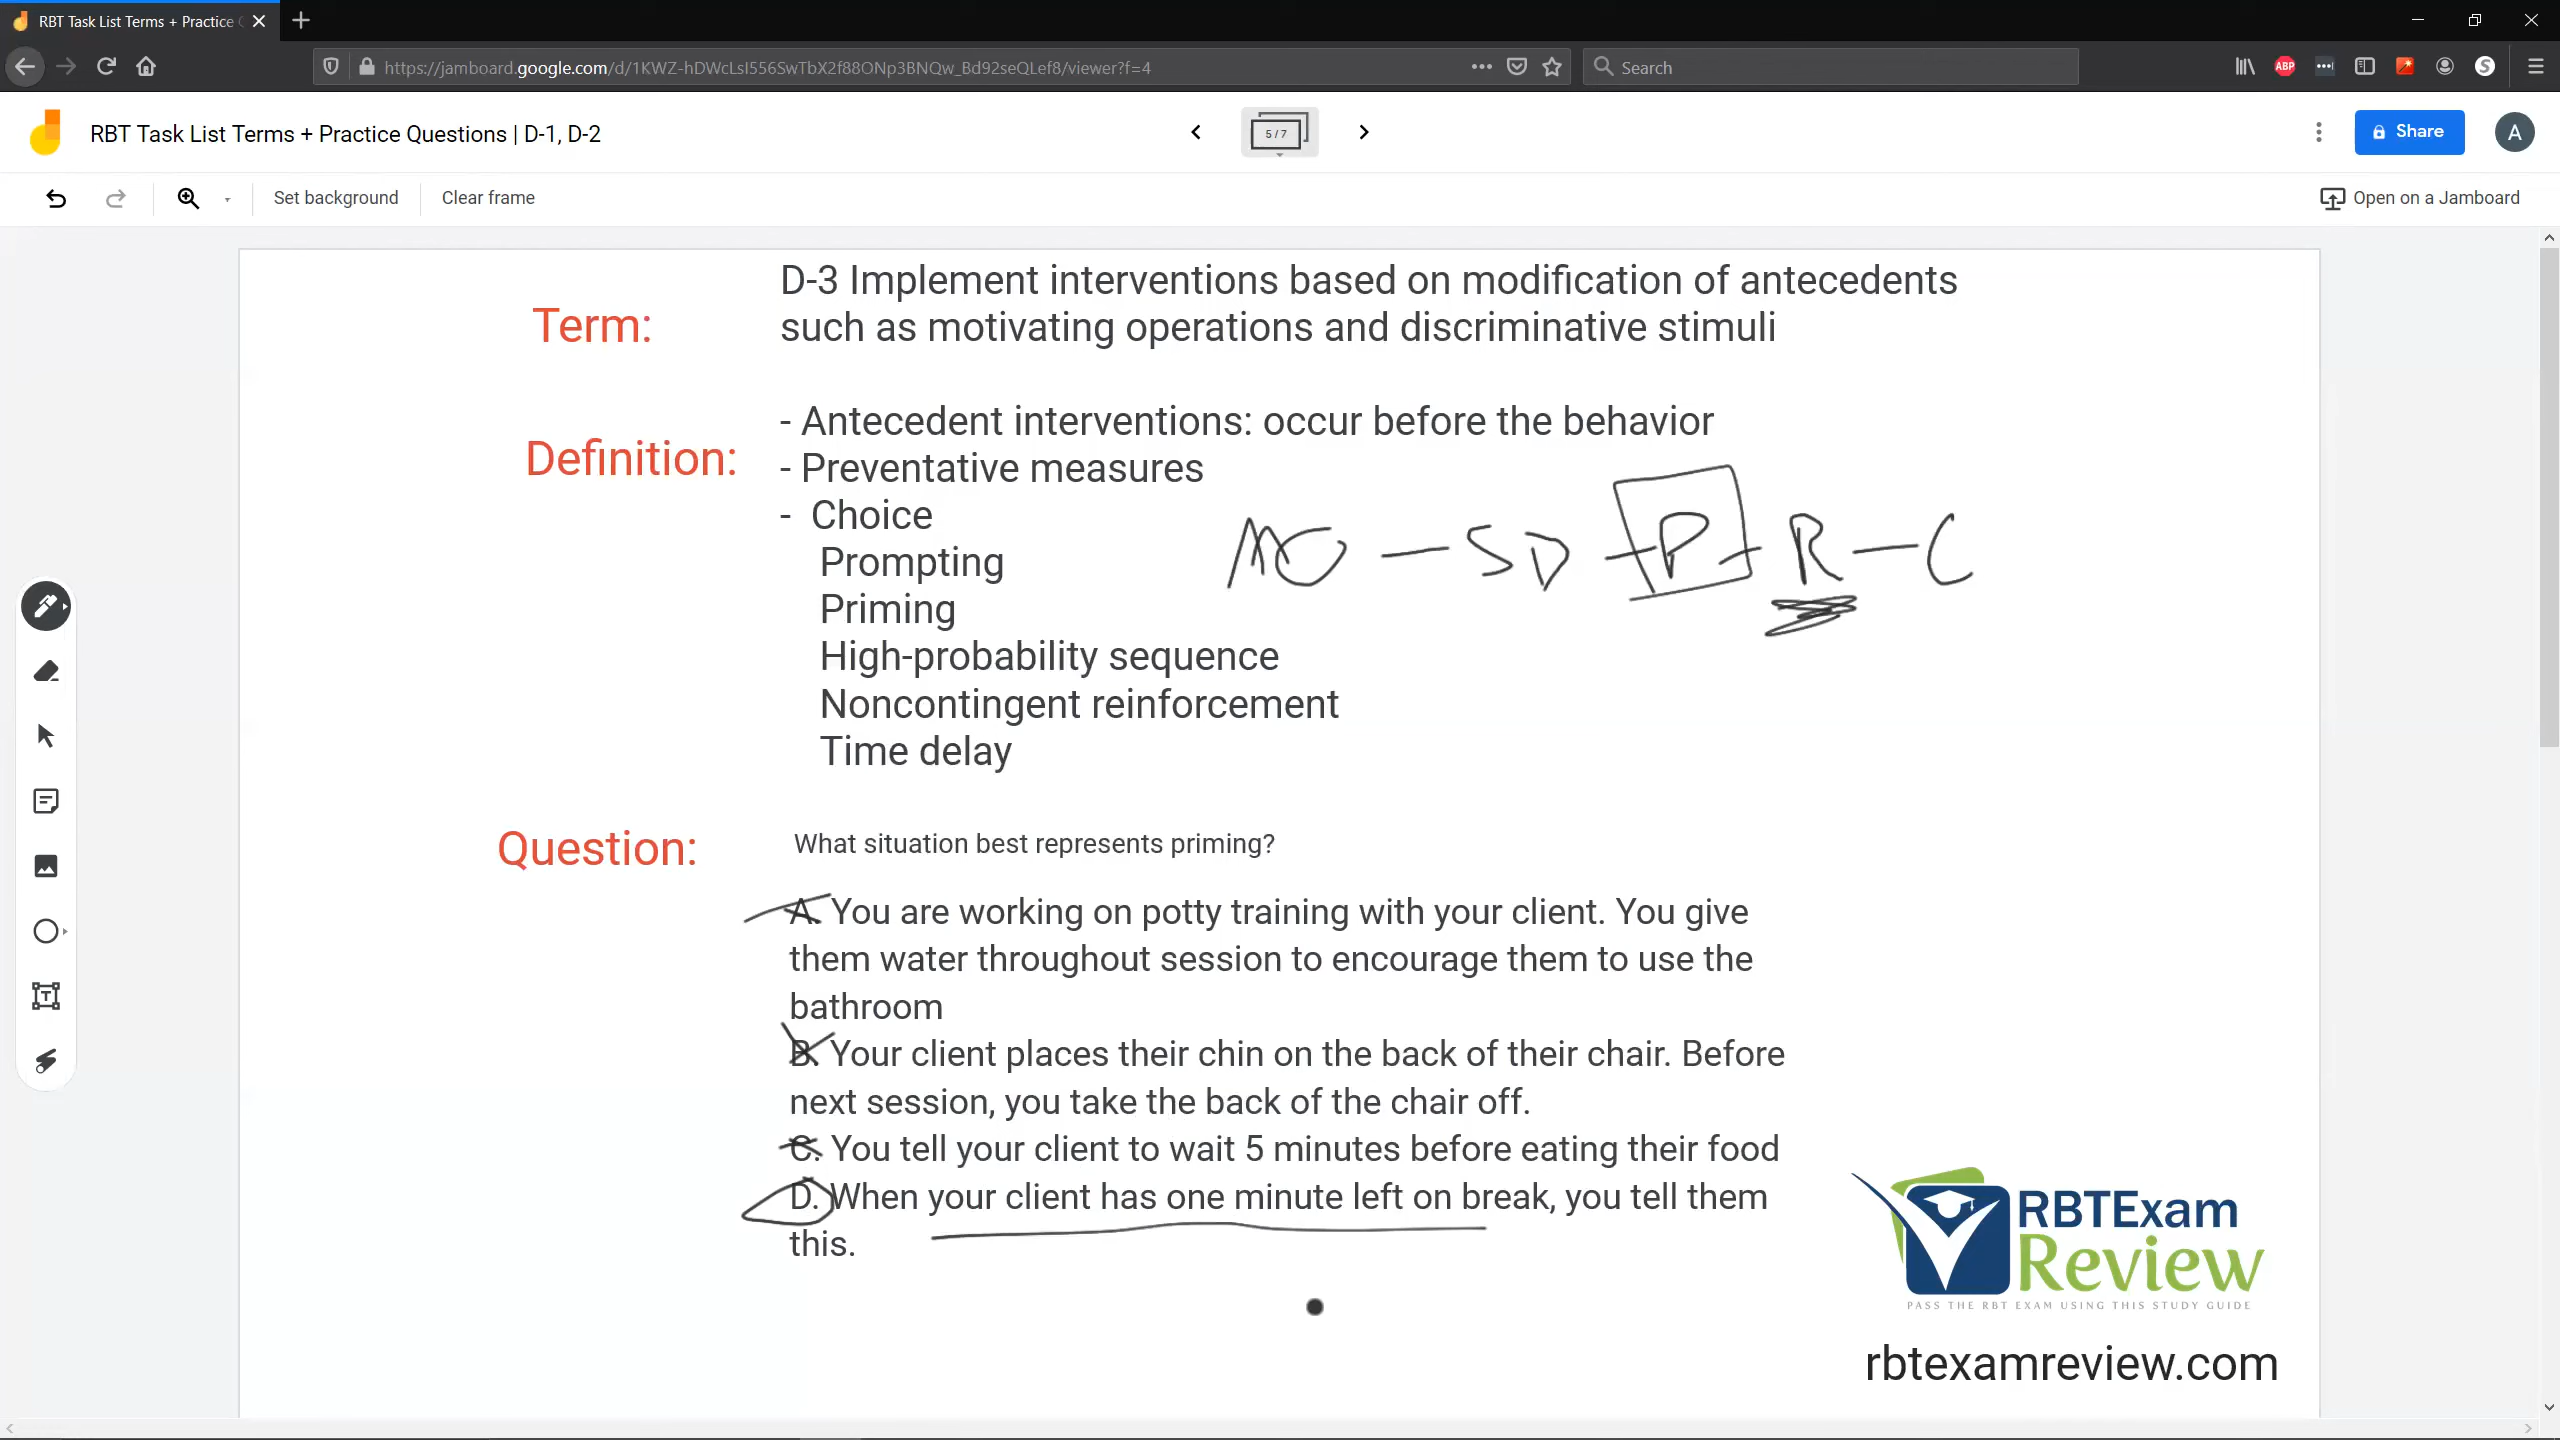 RBT Task List Terms + Practice
https://jamboard.google.com/d/1KWZ-hDWcLsI556SwTbX2f88ONp3BNQw_Bd92seQLef8/viewer?f=4
Search
ABP
S
RBT Task List Terms + Practice Questions | D-1, D-2
5 / 7
Share
A
Set background
Clear frame
Open on a Jamboard
Term:
D-3 Implement interventions based on modification of antecedents
such as motivating operations and discriminative stimuli
Definition:
- Antecedent interventions: occur before the behavior
- Preventative measures
- Choice
Prompting
Priming
High-probability sequence
Noncontingent reinforcement
Time delay
MO — SD - P - R — C
Question:
What situation best represents priming?
A. You are working on potty training with your client. You give
them water throughout session to encourage them to use the
bathroom
B. Your client places their chin on the back of their chair. Before
next session, you take the back of the chair off.
C. You tell your client to wait 5 minutes before eating their food
D. When your client has one minute left on break, you tell them
this.
RBTExam
Review
PASS THE RBT EXAM USING THIS STUDY GUIDE
rbtexamreview.com